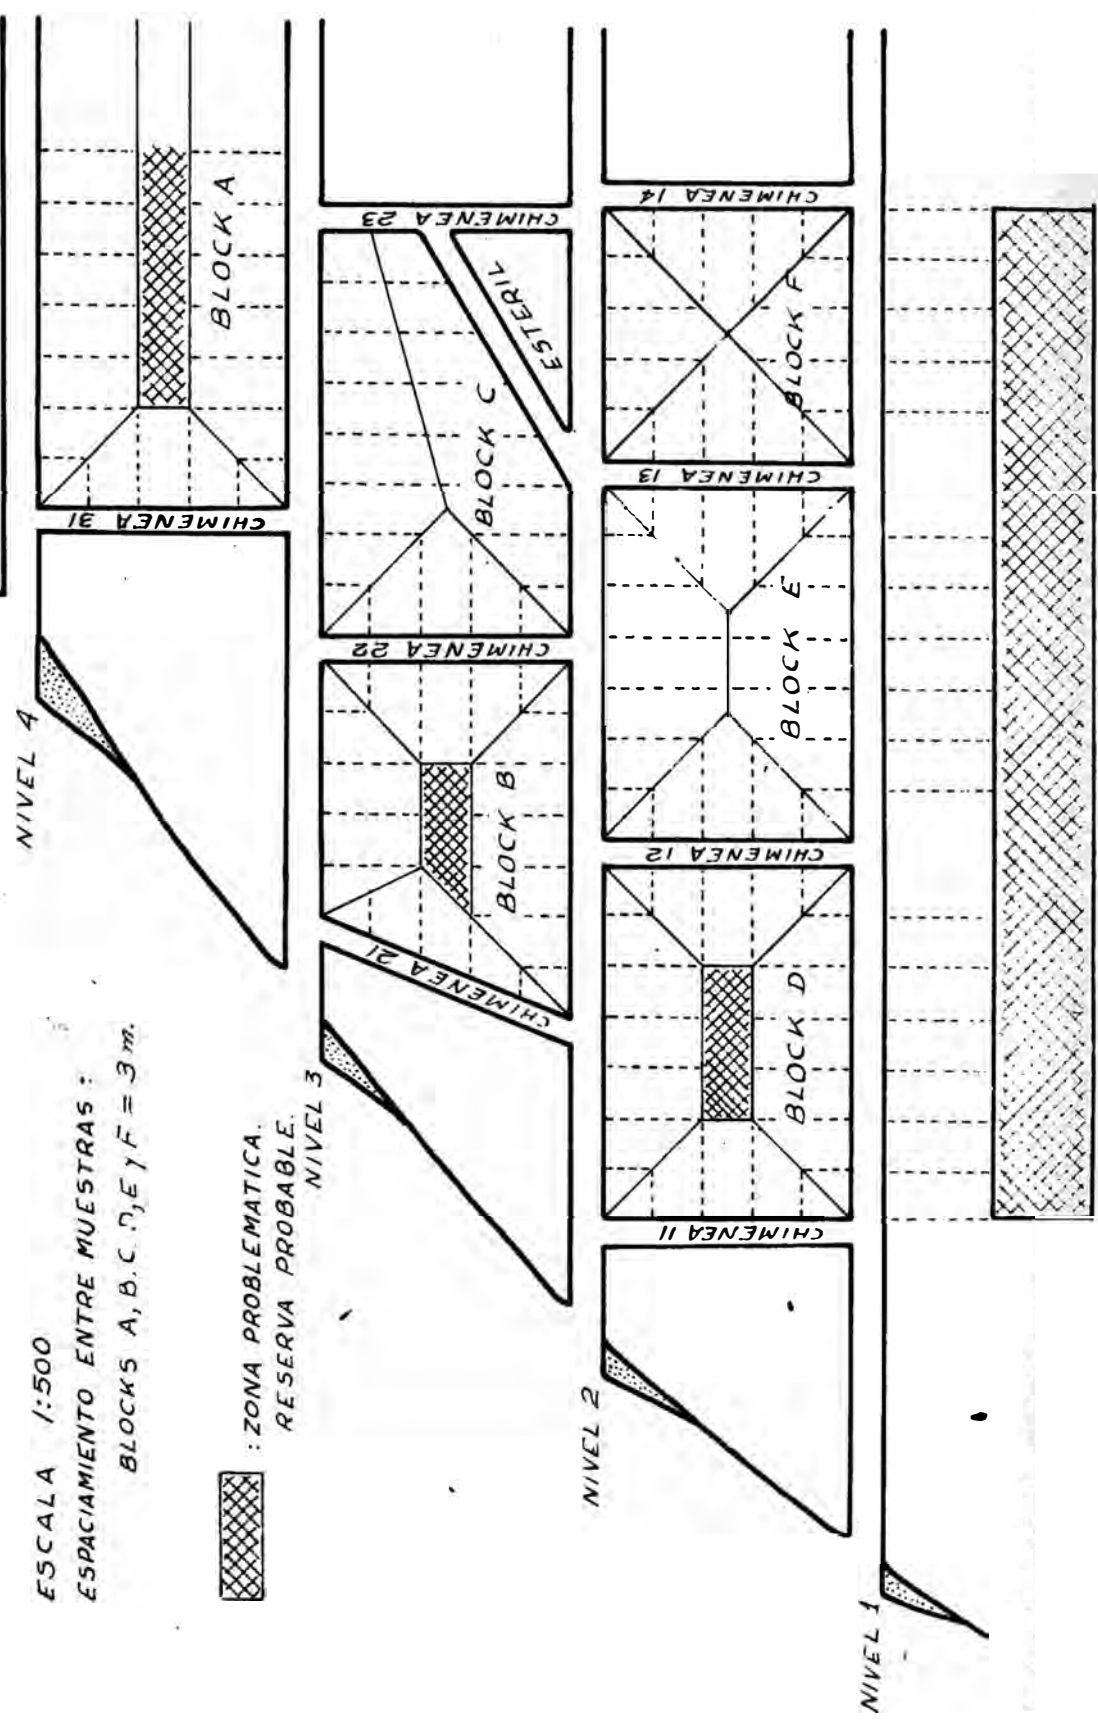 ESCALA 1:500
ESPACIAMIENTO ENTRE MUESTRAS :
BLOCKS A, B. C. D, E y F = 3 m.
: ZONA PROBLEMATICA.
RESERVA PROBABLE.
NIVEL 4
CHIMENEA 31
BLOCK A
NIVEL 3
CHIMENEA 21
BLOCK B
CHIMENEA 22
BLOCK C
CHIMENEA 23
ESTERIL
NIVEL 2
CHIMENEA 11
BLOCK D
CHIMENEA 12
BLOCK E
CHIMENEA 13
BLOCK F
CHIMENEA 14
NIVEL 1